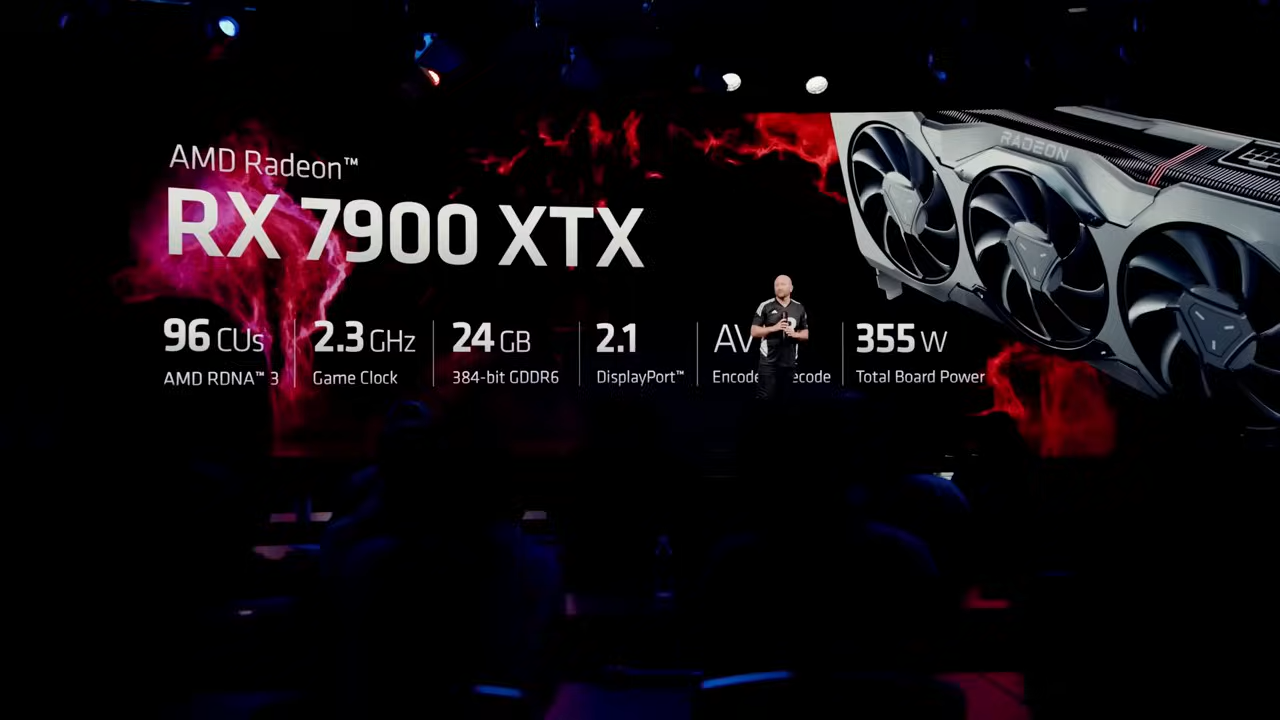 AMD Radeon™
RX 7900 XTX
RADEON
96 CUs
AMD RDNA™ 3
2.3 GHz
Game Clock
24 GB
384-bit GDDR6
2.1
DisplayPort™
355 W
Total Board Power